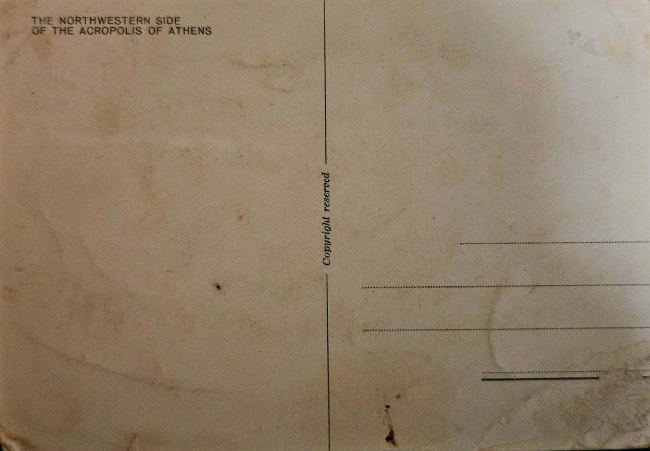 THE NORTHWESTERN SIDE
OF THE ACROPOLIS OF ATHENS
Copyright reserved